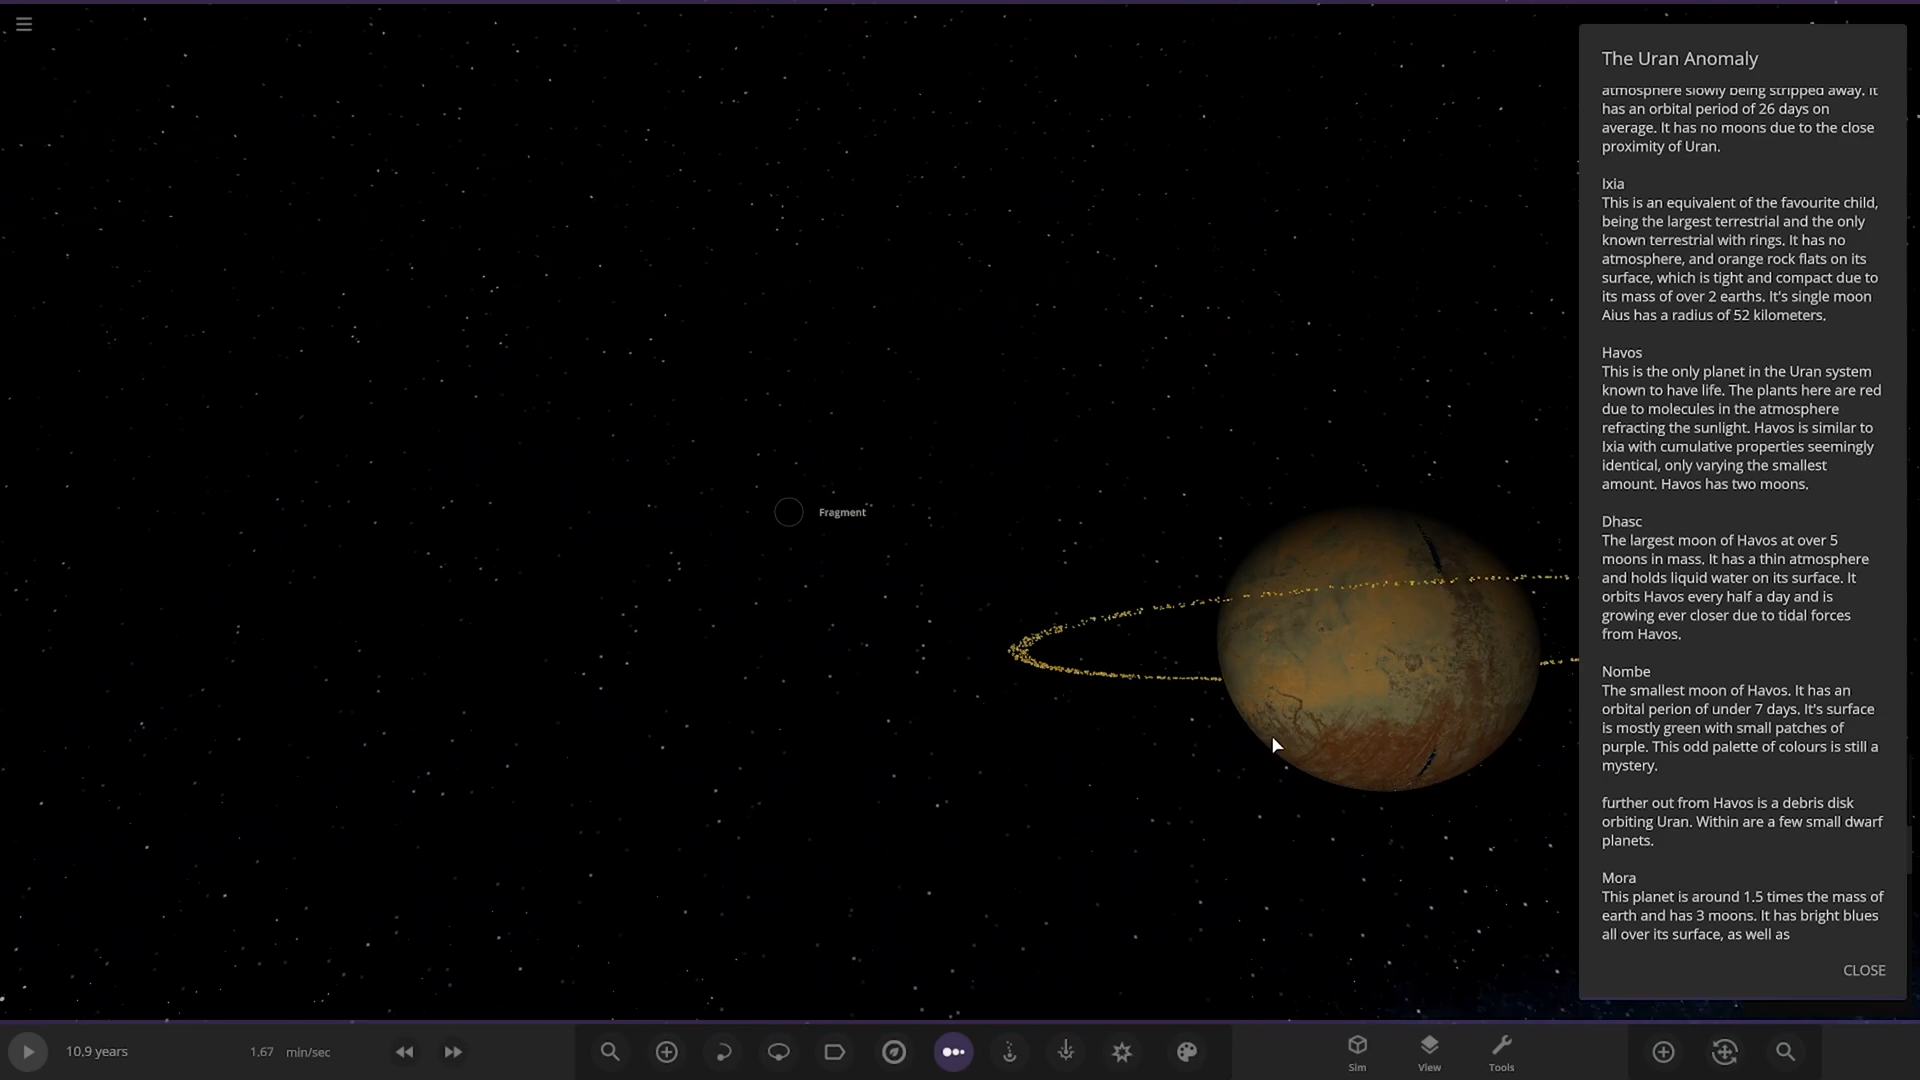 The Uran Anomaly
atmosphere slowly being stripped away. It
has an orbital period of 26 days on
average. It has no moons due to the close
proximity of Uran.
Ixia
This is an equivalent of the favourite child,
being the largest terrestrial and the only
known terrestrial with rings. It has no
atmosphere, and orange rock flats on its
surface, which is tight and compact due to
its mass of over 2 earths. It's single moon
Aius has a radius of 52 kilometers.
Havos
This is the only planet in the Uran system
known to have life. The plants here are red
due to molecules in the atmosphere
refracting the sunlight. Havos is similar to
Ixia with cumulative properties seemingly
identical, only varying the smallest
amount. Havos has two moons.
Fragment
Dhasc
The largest moon of Havos at over 5
moons in mass. It has a thin atmosphere
and holds liquid water on its surface. It
orbits Havos every half a day and is
growing ever closer due to tidal forces
from Havos.
Nombe
The smallest moon of Havos. It has an
orbital perion of under 7 days. It's surface
is mostly green with small patches of
purple. This odd palette of colours is still a
mystery.
further out from Havos is a debris disk
orbiting Uran. Within are a few small dwarf
planets.
Mora
This planet is around 1.5 times the mass of
earth and has 3 moons. It has bright blues
all over its surface, as well as
CLOSE
10.9 years
1.67 min/sec
Sim
View
Tools